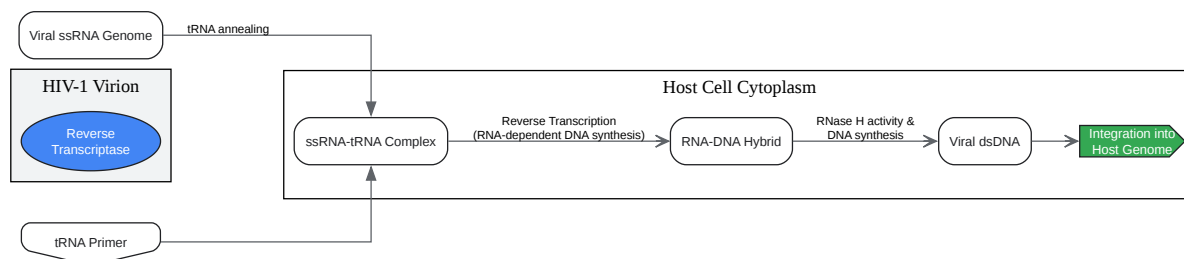 Viral ssRNA Genome
tRNA annealing
HIV-1 Virion
Reverse
Transcriptase
tRNA Primer
Host Cell Cytoplasm
ssRNA-tRNA Complex
Reverse Transcription
(RNA-dependent DNA synthesis)
RNA-DNA Hybrid
RNase H activity &
DNA synthesis
Viral dsDNA
Integration into
Host Genome